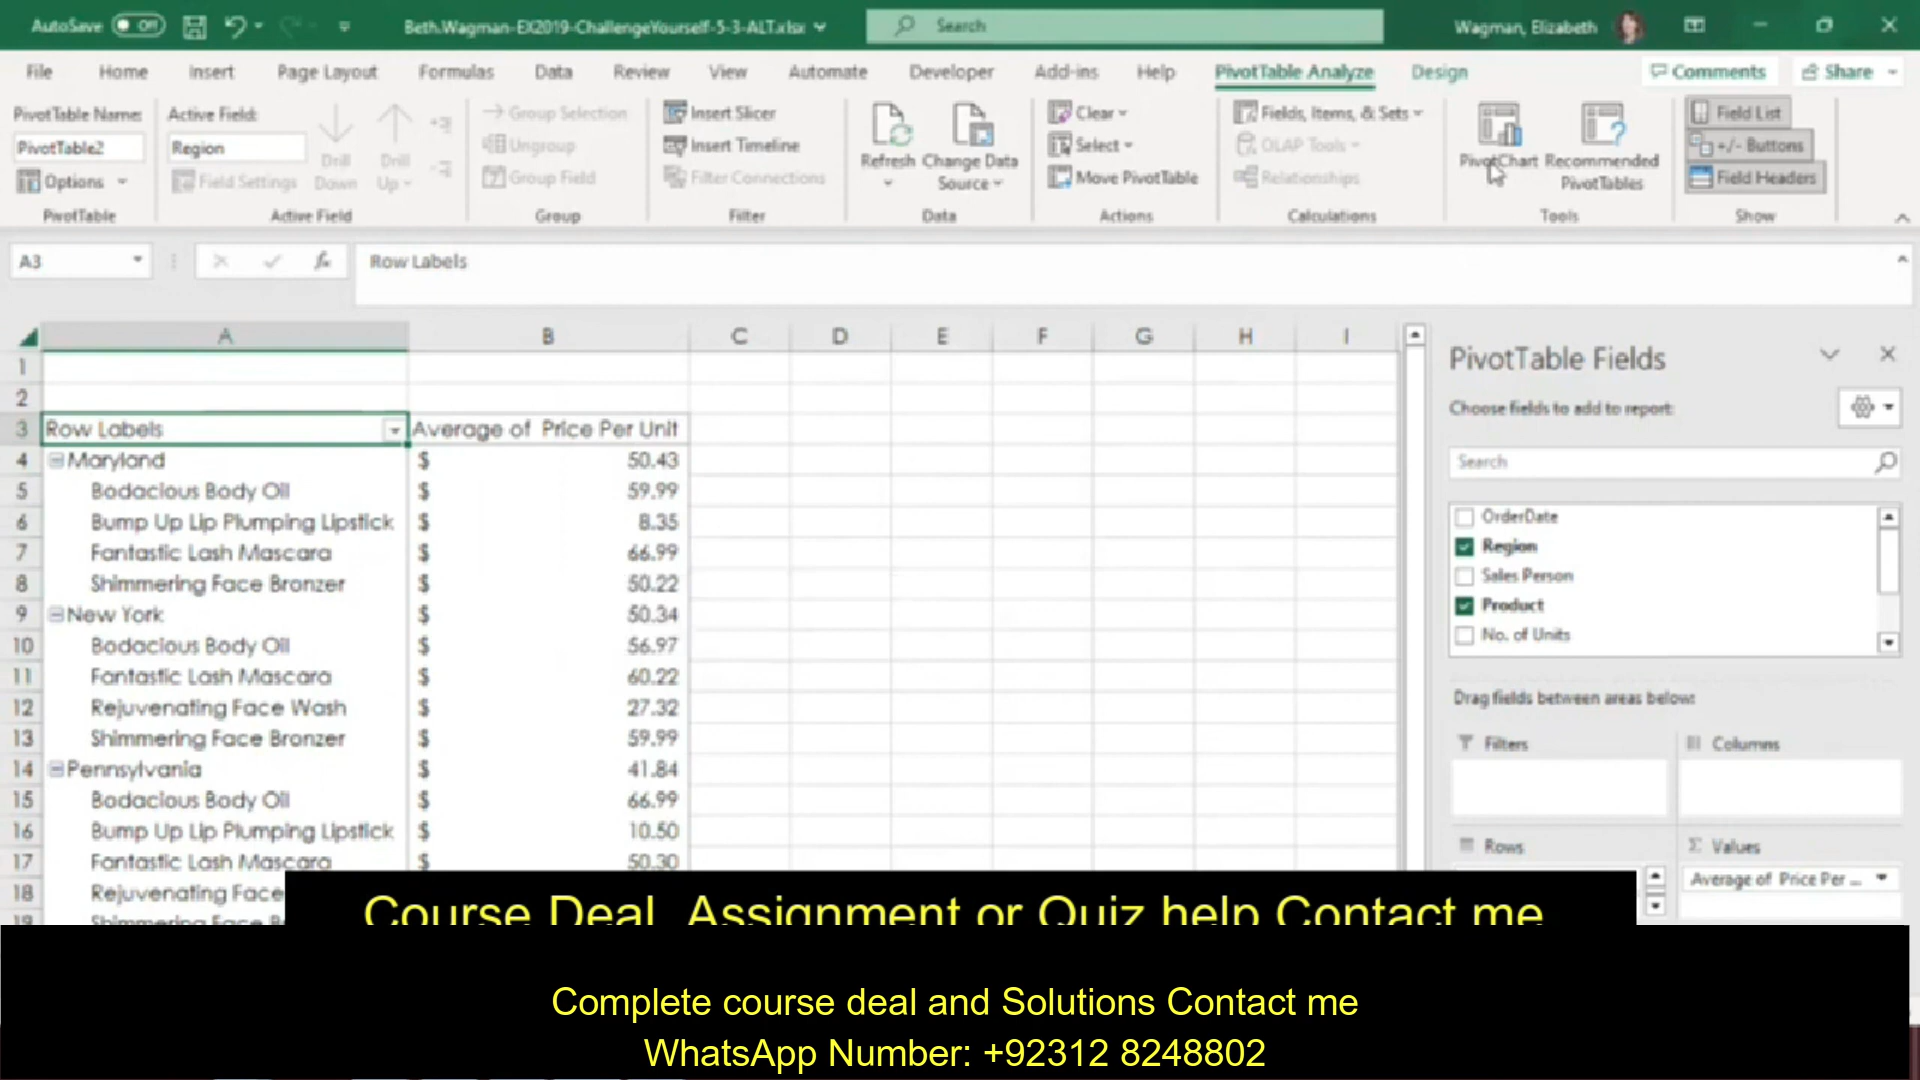 AutoSave Off Beth.Wagman-EX2019-ChallengeYourself-5-3-ALT.xlsx Search Wagman, Elizabeth
File Home Insert Page Layout Formulas Data Review View Automate Developer Add-ins Help PivotTable Analyze Design Comments Share
PivotTable Name:
PivotTable2
Options
PivotTable
Active Field:
Region
Field Settings
Drill Down
Drill Up
Active Field
Group Selection
Ungroup
Group Field
Group
Insert Slicer
Insert Timeline
Filter Connections
Filter
Refresh
Change Data Source
Data
Clear
Select
Move PivotTable
Actions
Fields, Items, & Sets
OLAP Tools
Relationships
Calculations
PivotChart
Recommended PivotTables
Tools
Field List
+/- Buttons
Field Headers
Show
A3 fx Row Labels
A B C D E F G H I
1
2
3 Row Labels Average of Price Per Unit
4 Maryland $ 50.43
5 Bodacious Body Oil $ 59.99
6 Bump Up Lip Plumping Lipstick $ 8.35
7 Fantastic Lash Mascara $ 66.99
8 Shimmering Face Bronzer $ 50.22
9 New York $ 50.34
10 Bodacious Body Oil $ 56.97
11 Fantastic Lash Mascara $ 60.22
12 Rejuvenating Face Wash $ 27.32
13 Shimmering Face Bronzer $ 59.99
14 Pennsylvania $ 41.84
15 Bodacious Body Oil $ 66.99
16 Bump Up Lip Plumping Lipstick $ 10.50
17 Fantastic Lash Mascara $ 50.30
18 Rejuvenating Face
PivotTable Fields
Choose fields to add to report:
Search
OrderDate
Region
Sales Person
Product
No. of Units
Drag fields between areas below:
Filters
Columns
Rows
Values
Average of Price Per ...
Course Deal, Assignment or Quiz help Contact me
Complete course deal and Solutions Contact me
WhatsApp Number: +92312 8248802